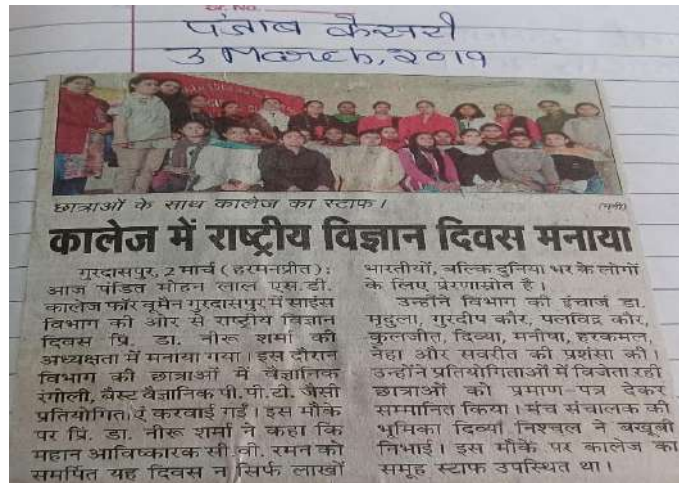 पंजाब केसरी
3 March, 2019
छात्राओं के साथ कालेज का स्टाफ।
कालेज में राष्ट्रीय विज्ञान दिवस मनाया
गुरदासपुर, 2 मार्च (हरमनप्रीत):
आज पंडित मोहन लाल एस.डी.
कालेज फॉर वूमैन गुरदासपुर में साइंस
विभाग की ओर से राष्ट्रीय विज्ञान
दिवस प्रि. डा. नीरू शर्मा की
अध्यक्षता में मनाया गया। इस दौरान
विभाग की छात्राओं में वैज्ञानिक
रंगोली, बैस्ट वैज्ञानिक पी.पी.टी. जैसी
प्रतियोगिताएं करवाई गईं। इस मौके
पर प्रि. डा. नीरू शर्मा ने कहा कि
महान आविष्कारक सी.वी. रमन को
समर्पित यह दिवस न सिर्फ लाखों
भारतीयों, बल्कि दुनिया भर के लोगों
के लिए प्रेरणास्रोत है।
उन्होंने विभाग की इंचार्ज डा.
मृदुला, गुरदीप कौर, पलविंद्र कौर,
कुलजीत, दिव्या, मनीषा, हरकमल,
नेहा और सवरीत की प्रशंसा की।
उन्होंने प्रतियोगिताओं में विजेता रही
छात्राओं को प्रमाण-पत्र देकर
सम्मानित किया। मंच संचालक की
भूमिका दिव्या निश्चल ने बखूबी
निभाई। इस मौके पर कालेज का
समूह स्टाफ उपस्थित था।